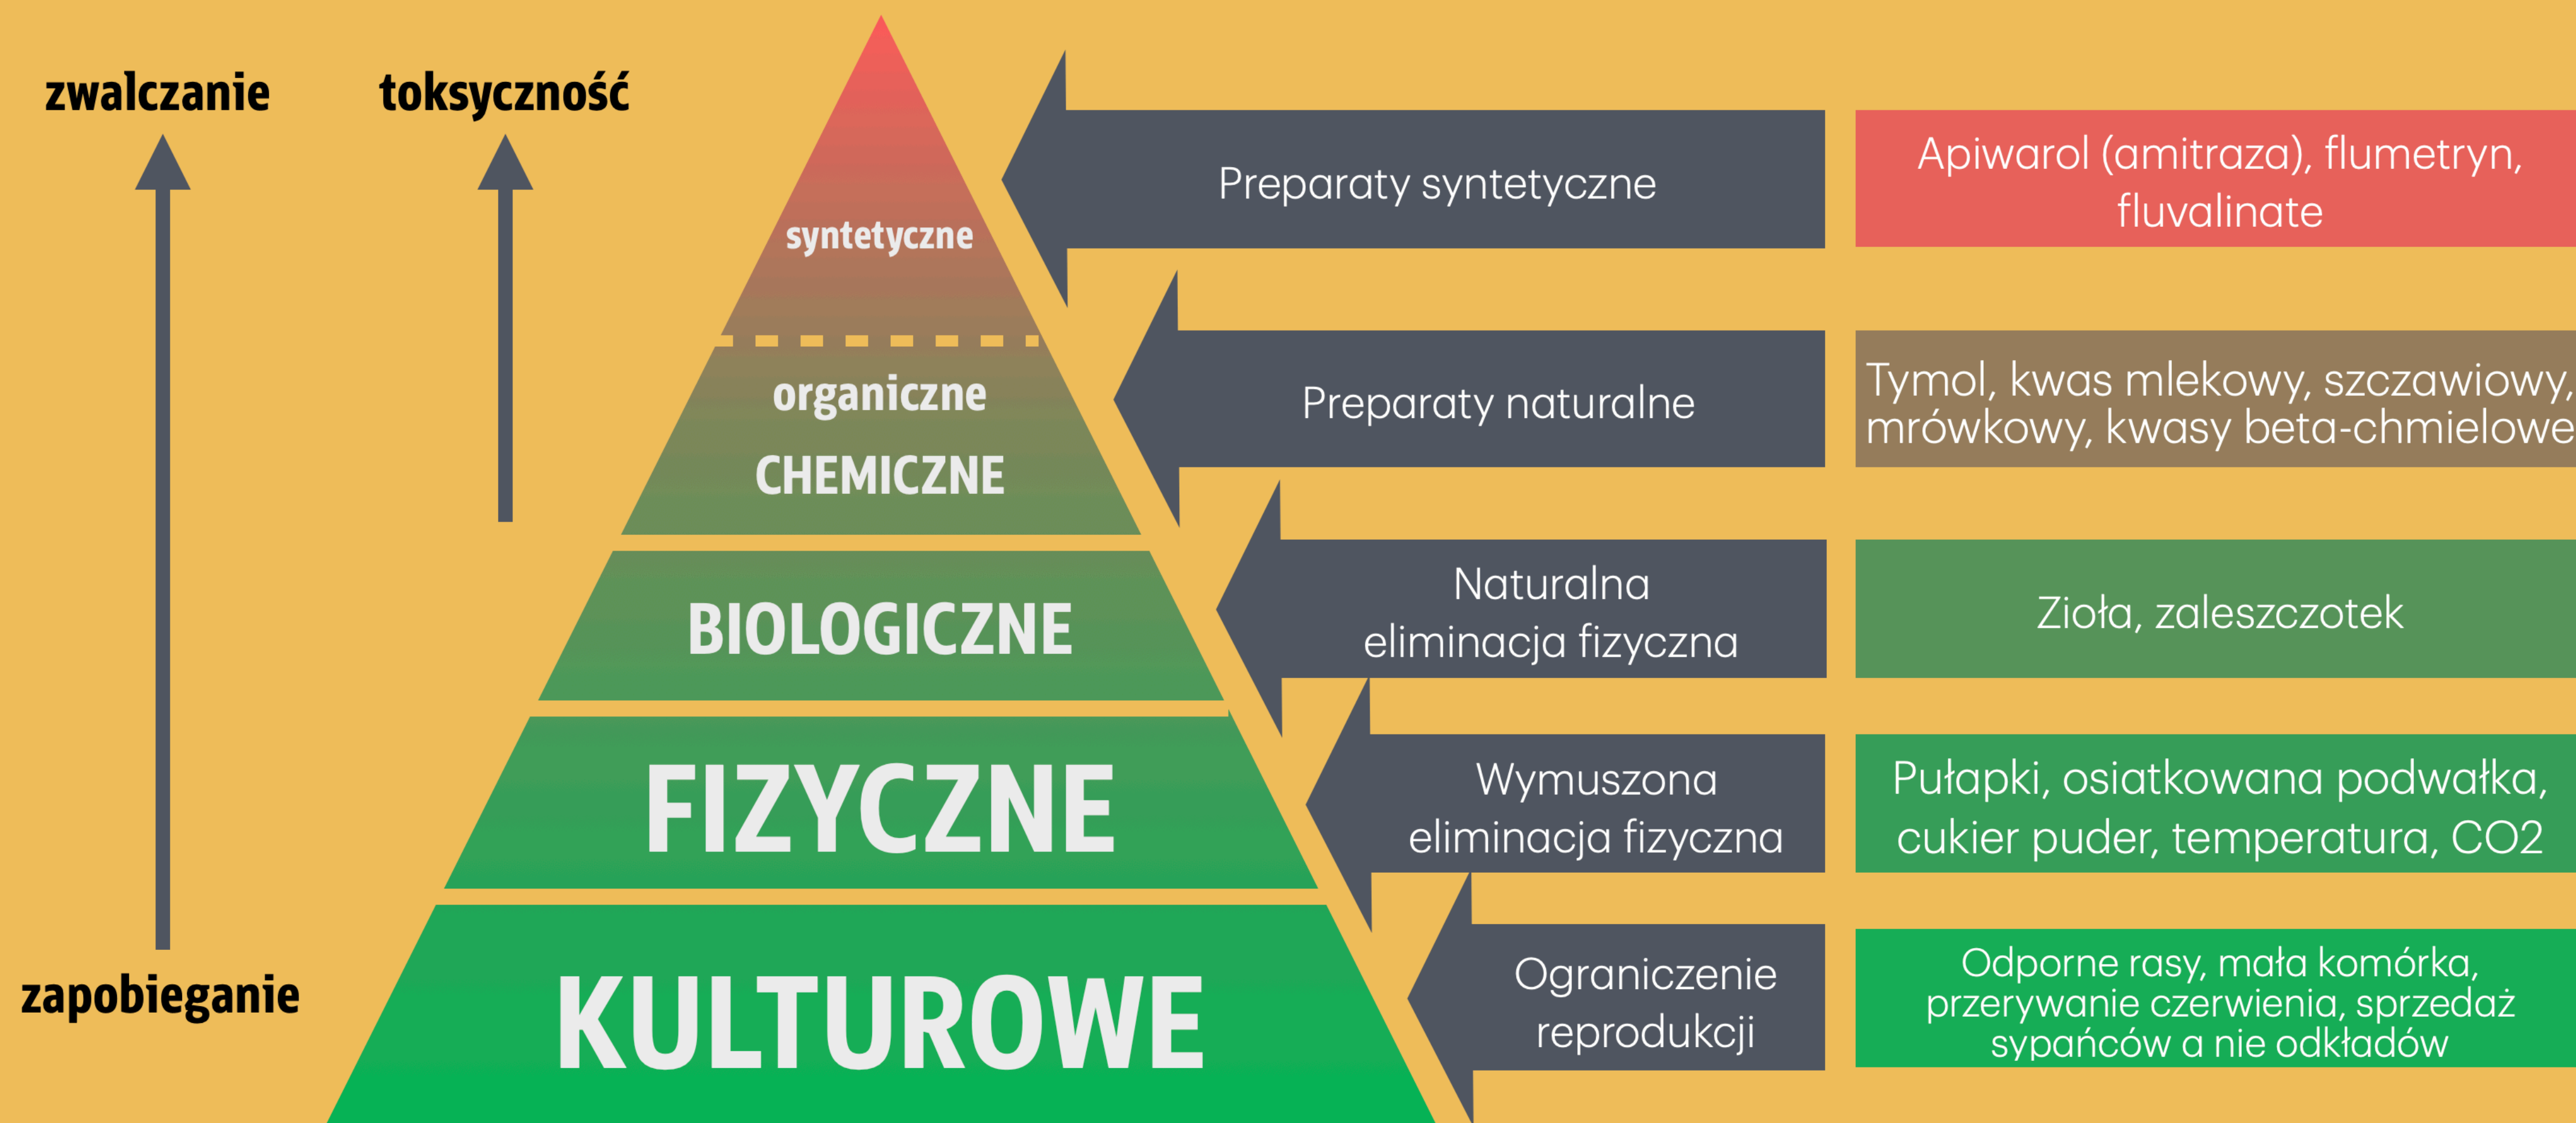 zwalczanie
toksyczność
zapobieganie
syntetyczne
organiczne
CHEMICZNE
BIOLOGICZNE
FIZYCZNE
KULTUROWE
Preparaty syntetyczne
Apiwarol (amitraza), flumetryn,
fluvalinate
Preparaty naturalne
Tymol, kwas mlekowy, szczawiowy,
mrówkowy, kwasy beta-chmielowe
Naturalna
eliminacja fizyczna
Zioła, zaleszczotek
Wymuszona
eliminacja fizyczna
Pułapki, osiatkowana podwałka,
cukier puder, temperatura, CO2
Ograniczenie
reprodukcji
Odporne rasy, mała komórka,
przerywanie czerwienia, sprzedaż
sypańców a nie odkładów